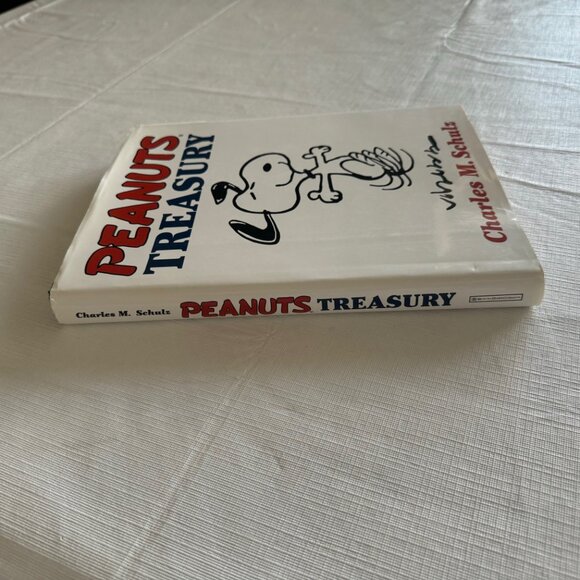 PEANUTS
TREASURY
Charles M. Schulz
Charles M. Schulz PEANUTS TREASURY